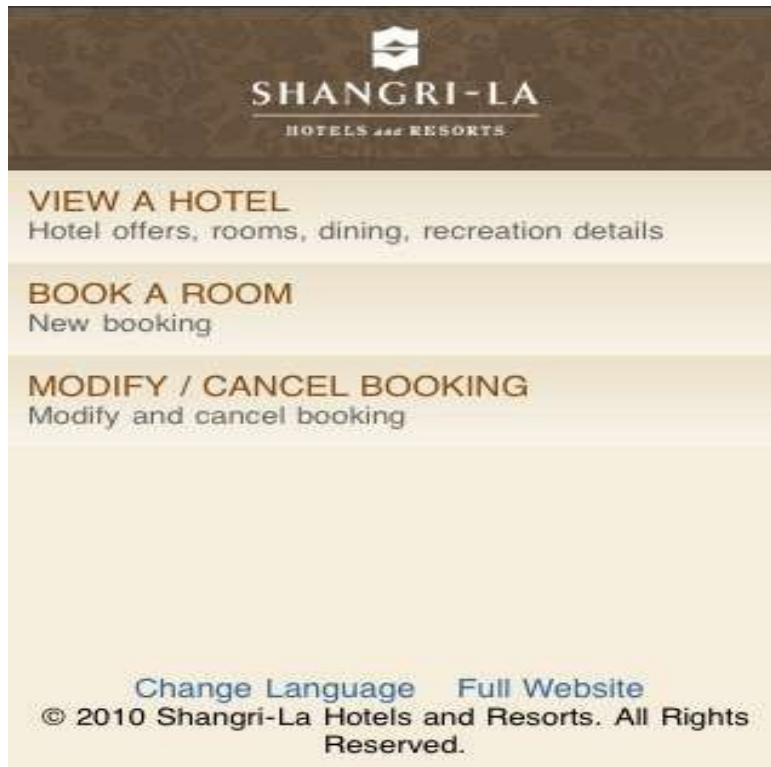 SHANGRI-LA
HOTELS and RESORTS
VIEW A HOTEL
Hotel offers, rooms, dining, recreation details
BOOK A ROOM
New booking
MODIFY / CANCEL BOOKING
Modify and cancel booking
Change Language Full Website
© 2010 Shangri-La Hotels and Resorts. All Rights
Reserved.